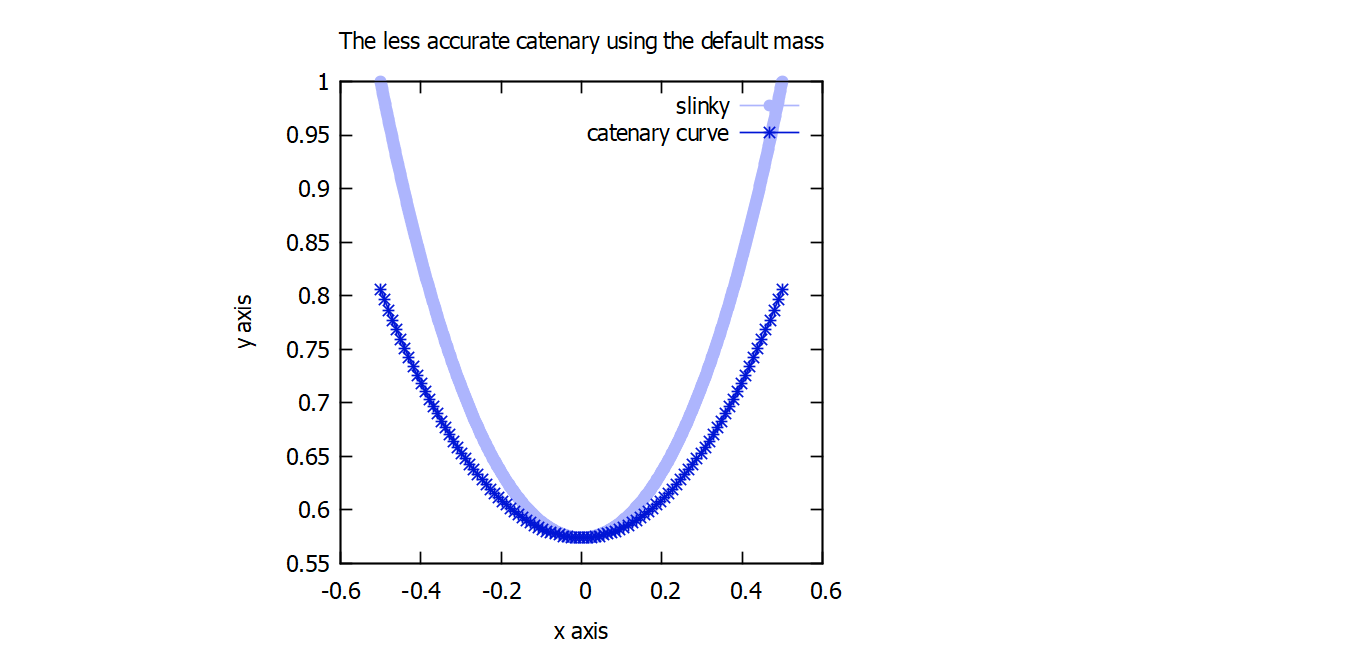 The less accurate catenary using the default mass
slinky
catenary curve
1
0.95
0.9
0.85
0.8
0.75
0.7
0.65
0.6
0.55
y axis
-0.6 -0.4 -0.2 0 0.2 0.4 0.6
x axis